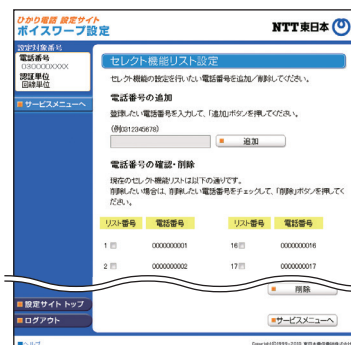 ひかり電話 設定サイト
ボイスワープ設定
NTT東日本
設定対象番号
電話番号
030000XXXX
認証単位
回線単位
サービスメニューへ
セレクト機能リスト設定
セレクト機能の設定を行いたい電話番号を追加/削除してください。
電話番号の追加
登録したい電話番号を入力して、「追加」ボタンを押してください。
(例)0312345678)
追加
電話番号の確認・削除
現在のセレクト機能リストは以下の通りです。
削除したい場合は、削除したい電話番号をチェックして、「削除」ボタンを押してください。
リスト番号 電話番号 リスト番号 電話番号
1 0000000001 16 0000000016
2 0000000002 17 0000000017
削除
設定サイトトップ
ログアウト
サービスメニューへ
ヘルプ